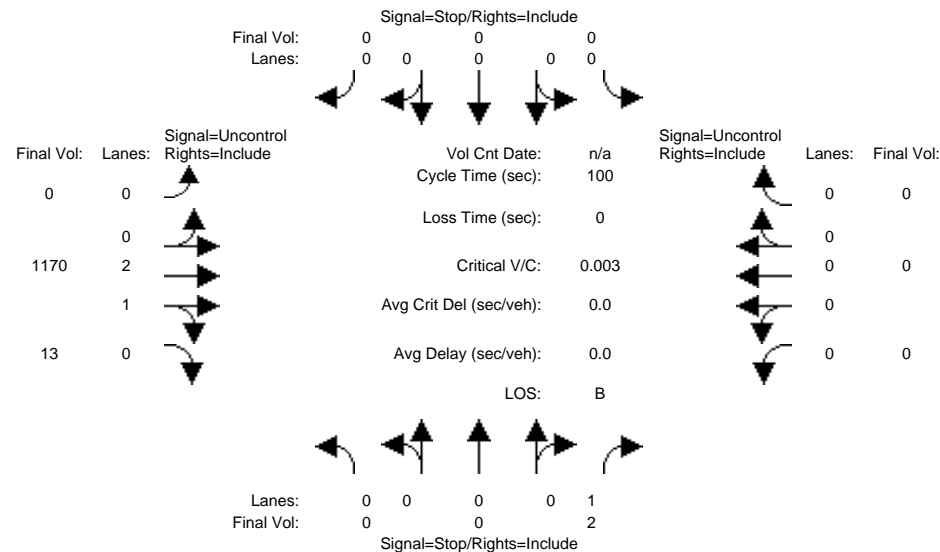 Signal=Stop/Rights=Include
Final Vol: 0 0 0
Lanes: 0 0 0 0 0
Signal=Uncontrol Signal=Uncontrol
Final Vol: Lanes: Rights=Include Vol Cnt Date: n/a Rights=Include Lanes: Final Vol:
Cycle Time (sec): 100
0 0 0 0
Loss Time (sec): 0
0 0
1170 2 Critical V/C: 0.003 0 0
1 Avg Crit Del (sec/veh): 0.0 0
13 0 Avg Delay (sec/veh): 0.0 0 0
LOS: B
Lanes: 0 0 0 0 1
Final Vol: 0 0 2
Signal=Stop/Rights=Include